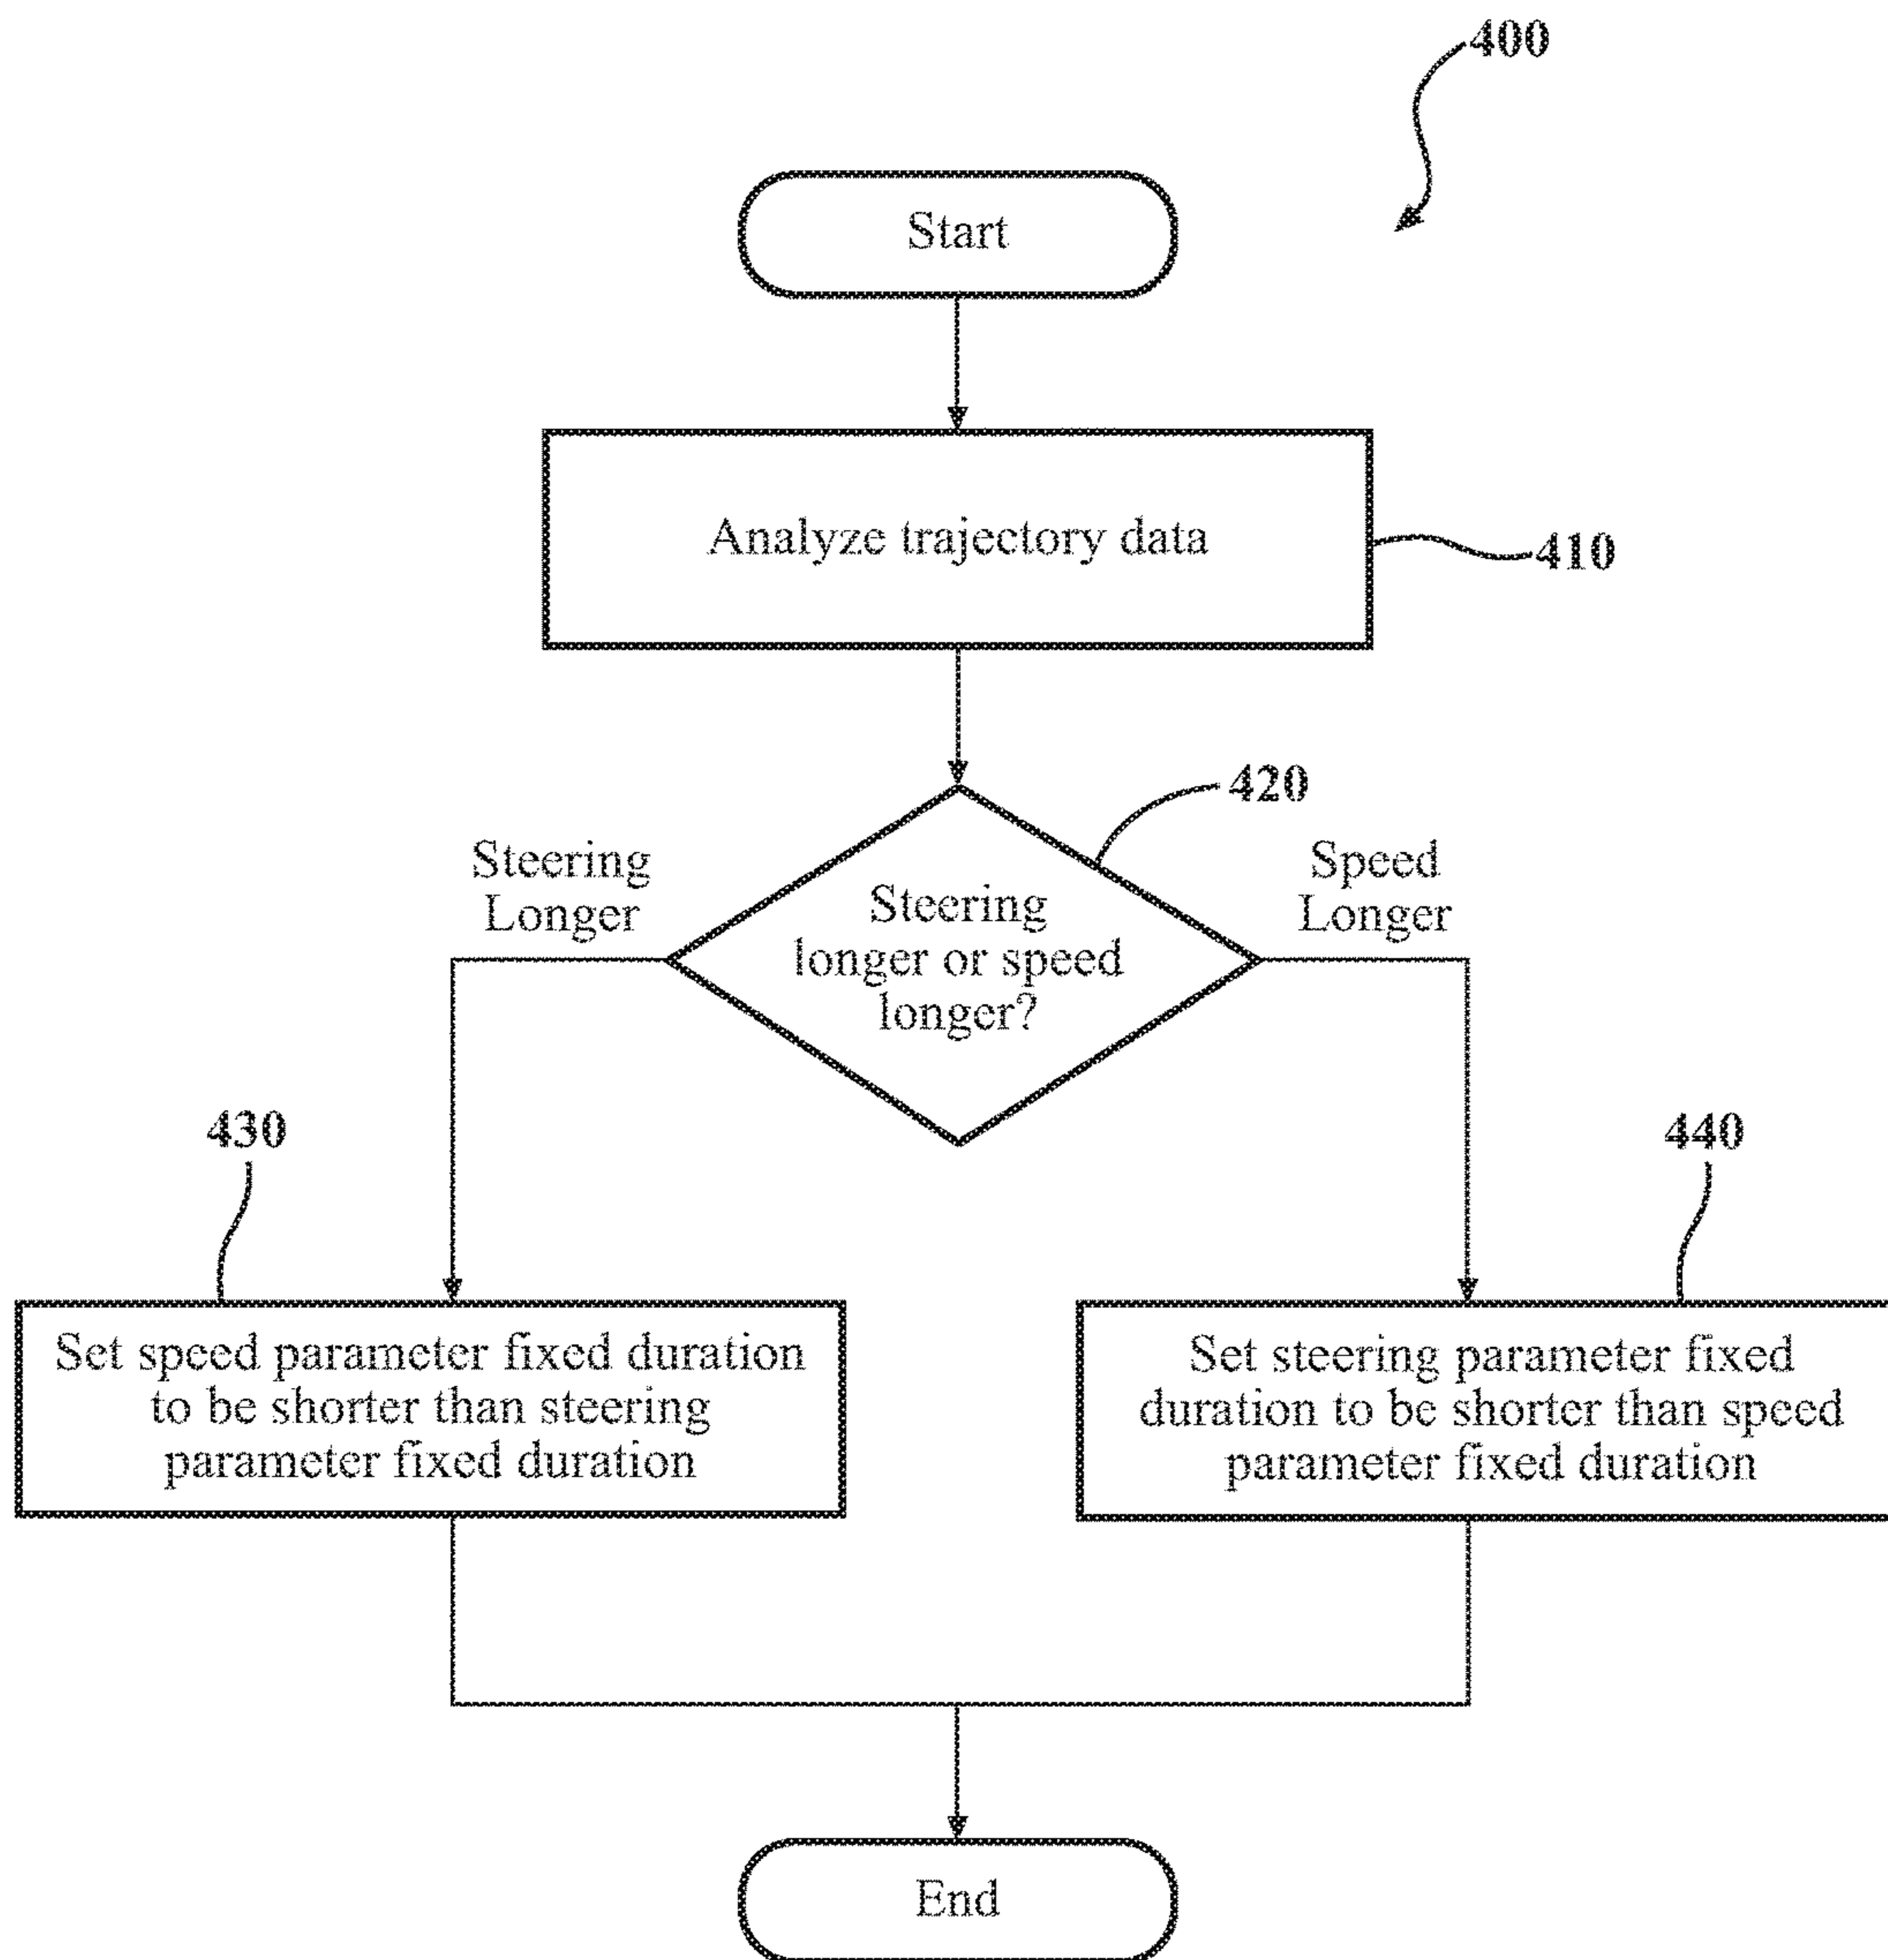 400
Start
Analyze trajectory data
410
420
Steering
Longer
Steering
longer or speed
longer?
Speed
Longer
430
440
Set speed parameter fixed duration
to be shorter than steering
parameter fixed duration
Set steering parameter fixed
duration to be shorter than speed
parameter fixed duration
End